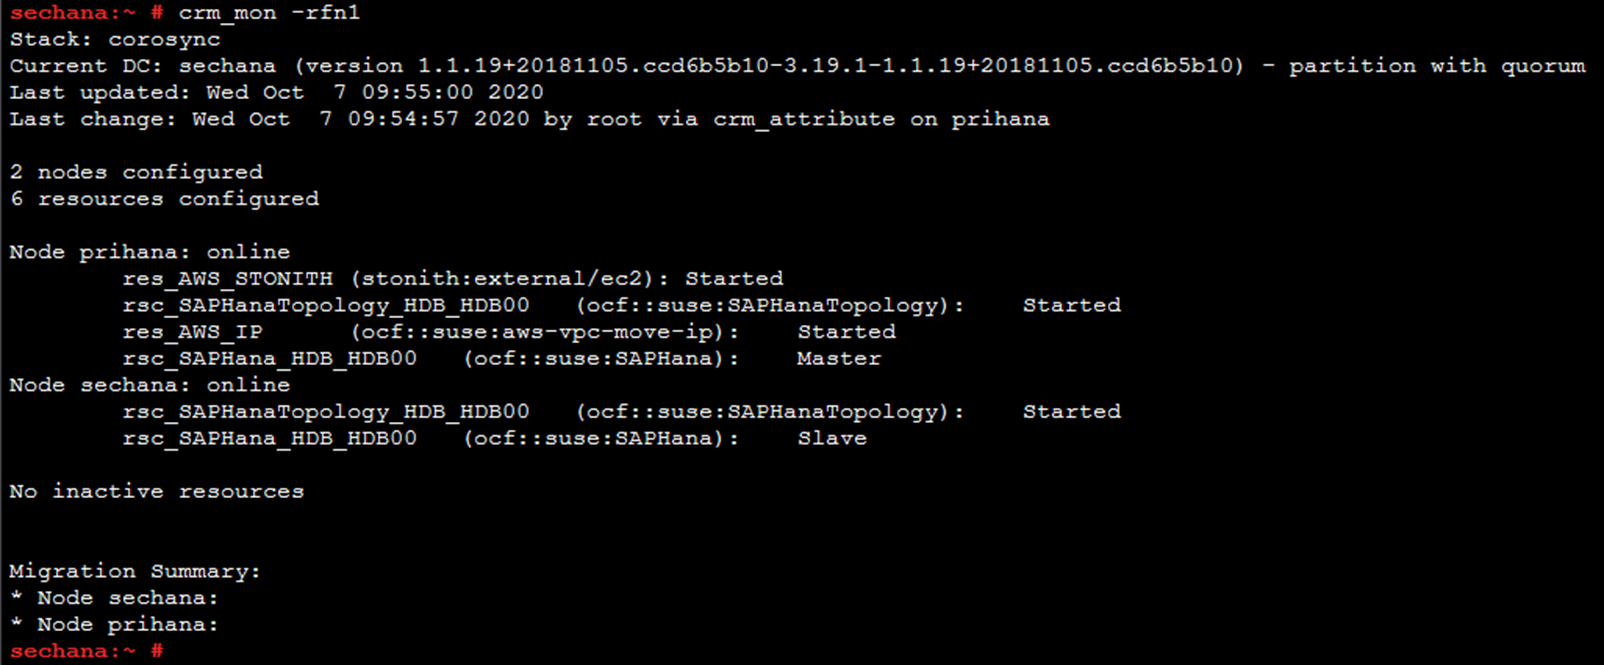 sechana:~ # crm_mon -rfn1
Stack: corosync
Current DC: sechana (version 1.1.19+20181105.ccd6b5b10-3.19.1-1.1.19+20181105.ccd6b5b10) - partition with quorum
Last updated: Wed Oct  7 09:55:00 2020
Last change: Wed Oct  7 09:54:57 2020 by root via crm_attribute on prihana
2 nodes configured
6 resources configured
Node prihana: online
        res_AWS_STONITH (stonith:external/ec2): Started
        rsc_SAPHanaTopology_HDB_HDB00   (ocf::suse:SAPHanaTopology):    Started
        res_AWS_IP      (ocf::suse:aws-vpc-move-ip):    Started
        rsc_SAPHana_HDB_HDB00   (ocf::suse:SAPHana):    Master
Node sechana: online
        rsc_SAPHanaTopology_HDB_HDB00   (ocf::suse:SAPHanaTopology):    Started
        rsc_SAPHana_HDB_HDB00   (ocf::suse:SAPHana):    Slave
No inactive resources
Migration Summary:
* Node sechana:
* Node prihana:
sechana:~ #